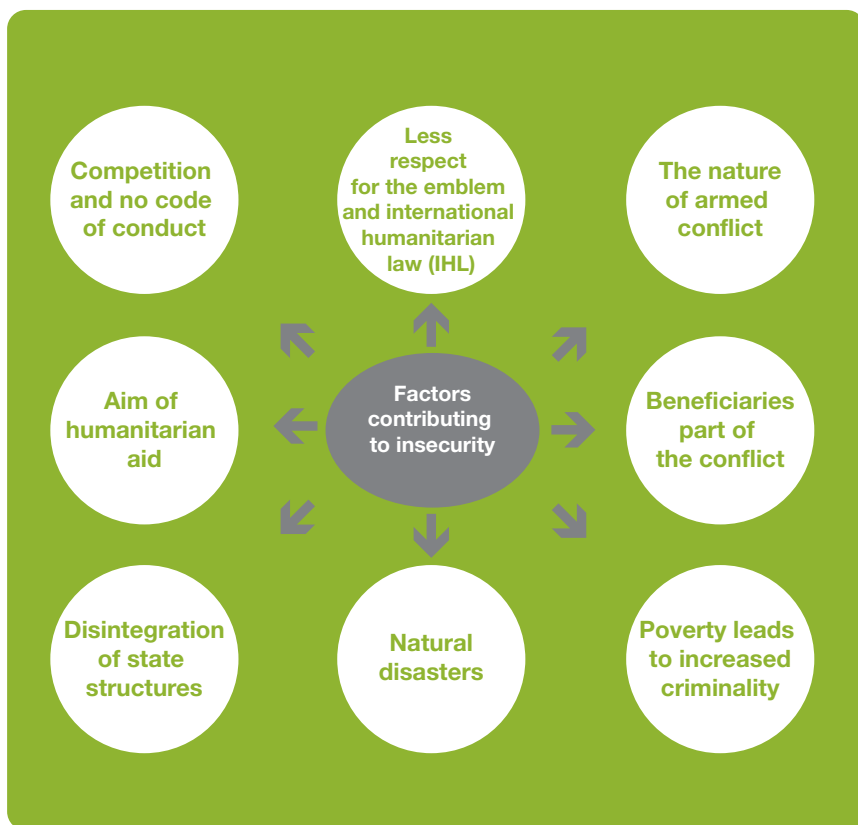 Competition
and no code
of conduct
Less
respect
for the emblem
and international
humanitarian
law (IHL)
The nature
of armed
conflict
Aim of
humanitarian
aid
Factors
contributing
to insecurity
Beneficiaries
part of
the conflict
Disintegration
of state
structures
Natural
disasters
Poverty leads
to increased
criminality